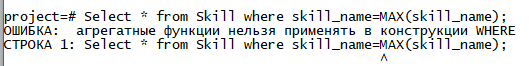 project=# Select * from Skill where skill_name=MAX(skill_name);
ОШИБКА:  агрегатные функции нельзя применять в конструкции WHERE
СТРОКА 1: Select * from Skill where skill_name=MAX(skill_name);
^